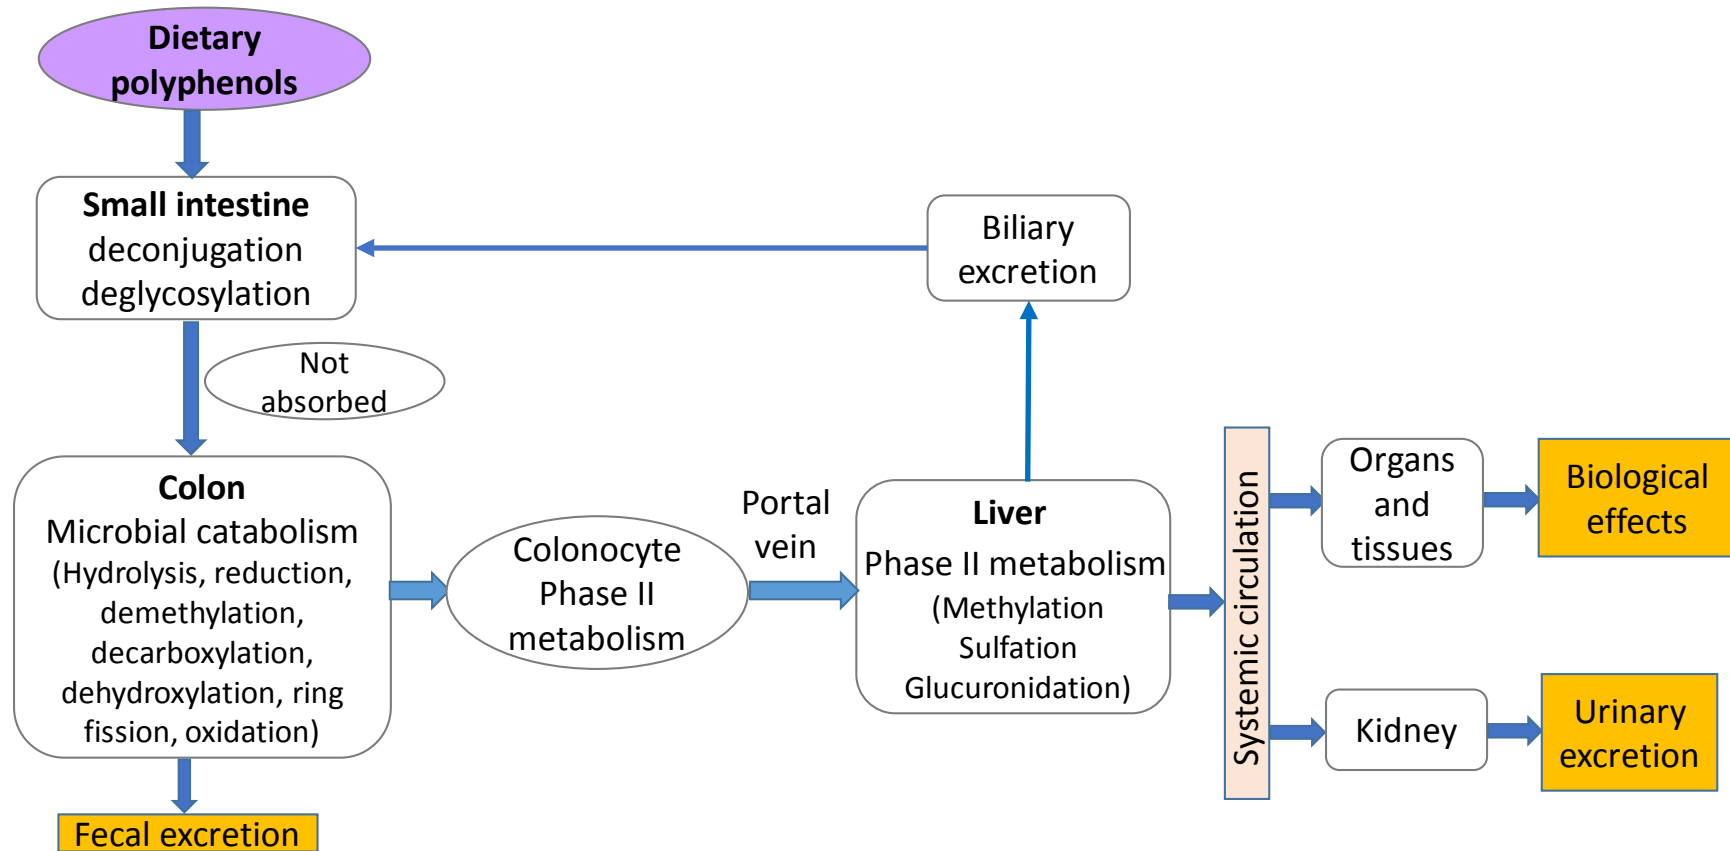 Dietary
polyphenols
Small intestine
deconjugation
deglycosylation
Biliary
excretion
Not
absorbed
Colon
Microbial catabolism
(Hydrolysis, reduction,
demethylation,
decarboxylation,
dehydroxylation, ring
fission, oxidation)
Fecal excretion
Colonocyte
Phase II
metabolism
Portal
vein
Liver
Phase II metabolism
(Methylation
Sulfation
Glucuronidation)
Systemic circulation
Organs
and
tissues
Biological
effects
Kidney
Urinary
excretion